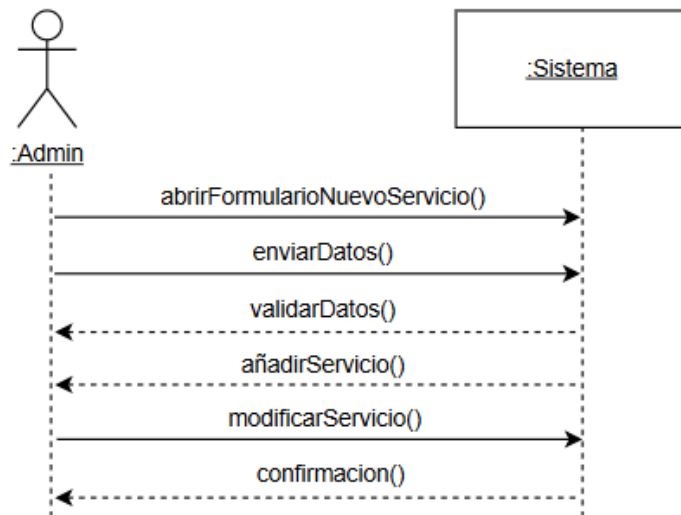 :Sistema
:Admin
abrirFormularioNuevoServicio()
enviarDatos()
validarDatos()
añadirServicio()
modificarServicio()
confirmacion()